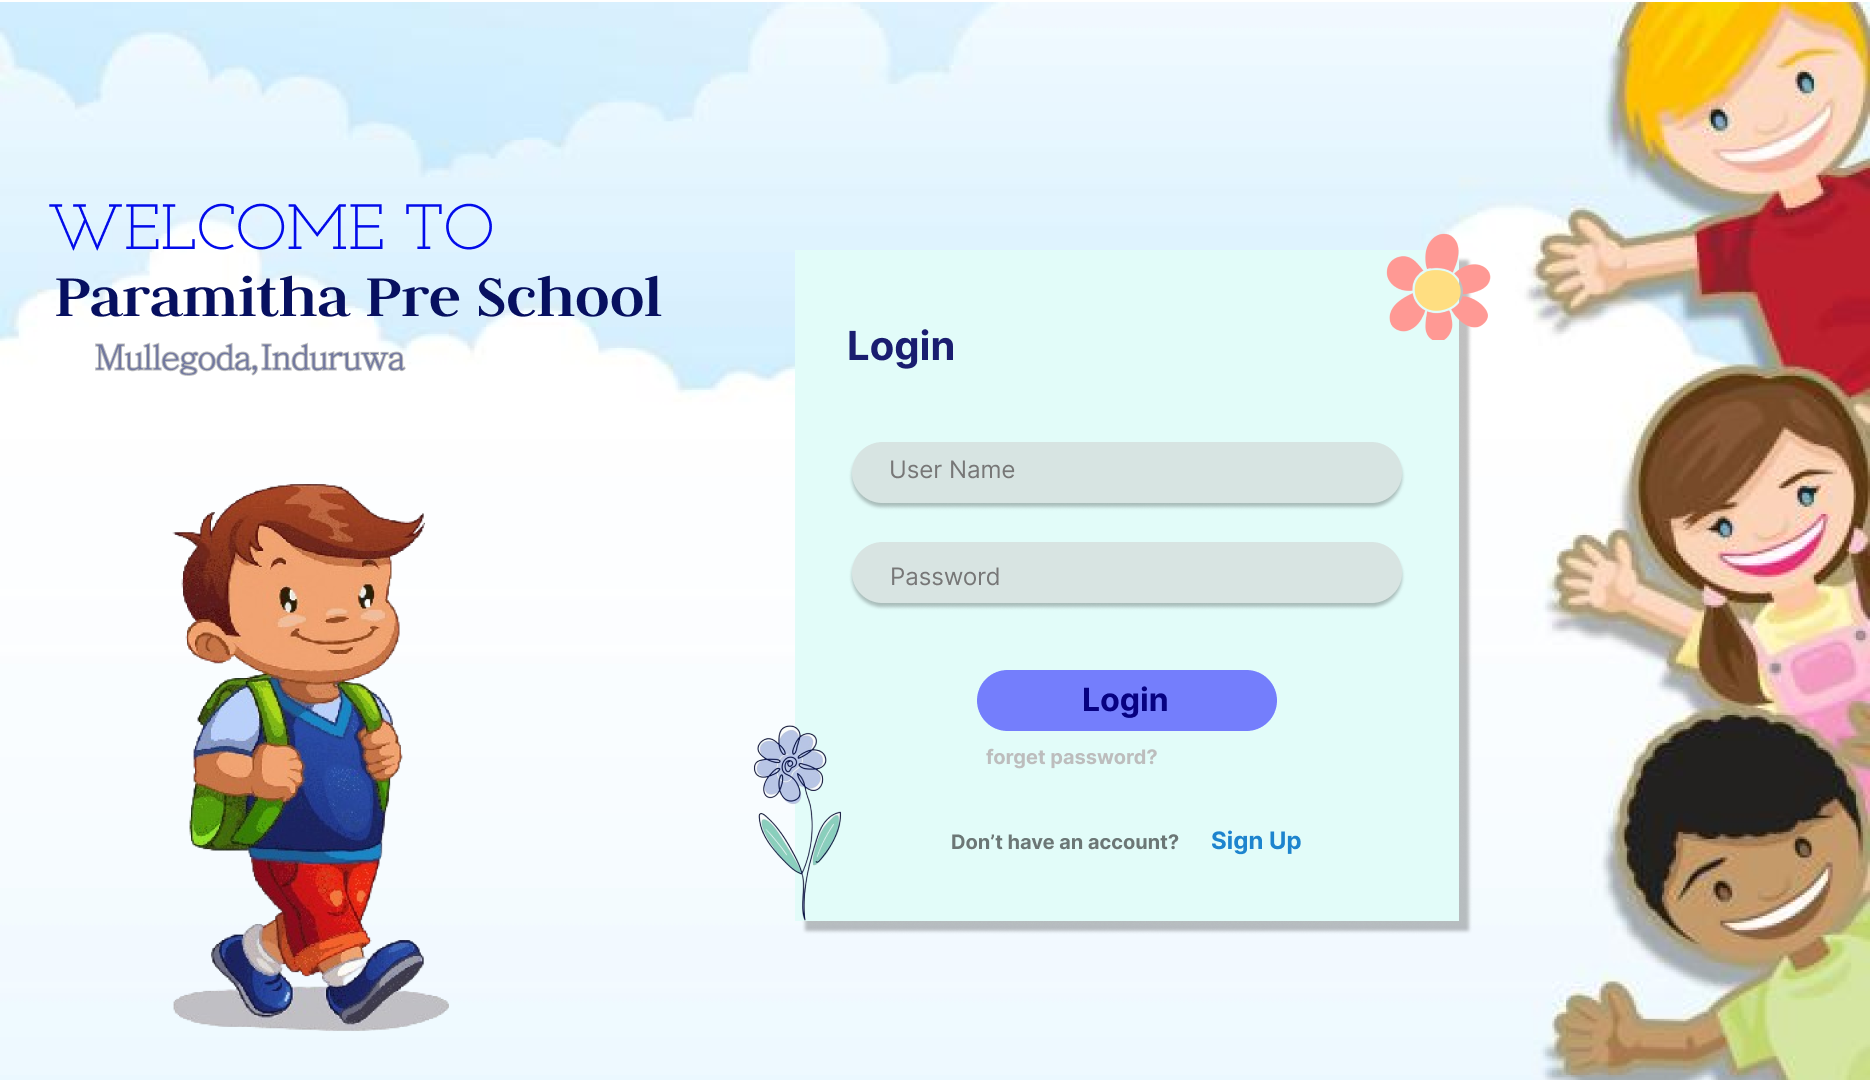 WELCOME TO
Paramitha Pre School
Mullegoda,Induruwa
Login
User Name
Password
Login
forget password?
Don’t have an account? Sign Up